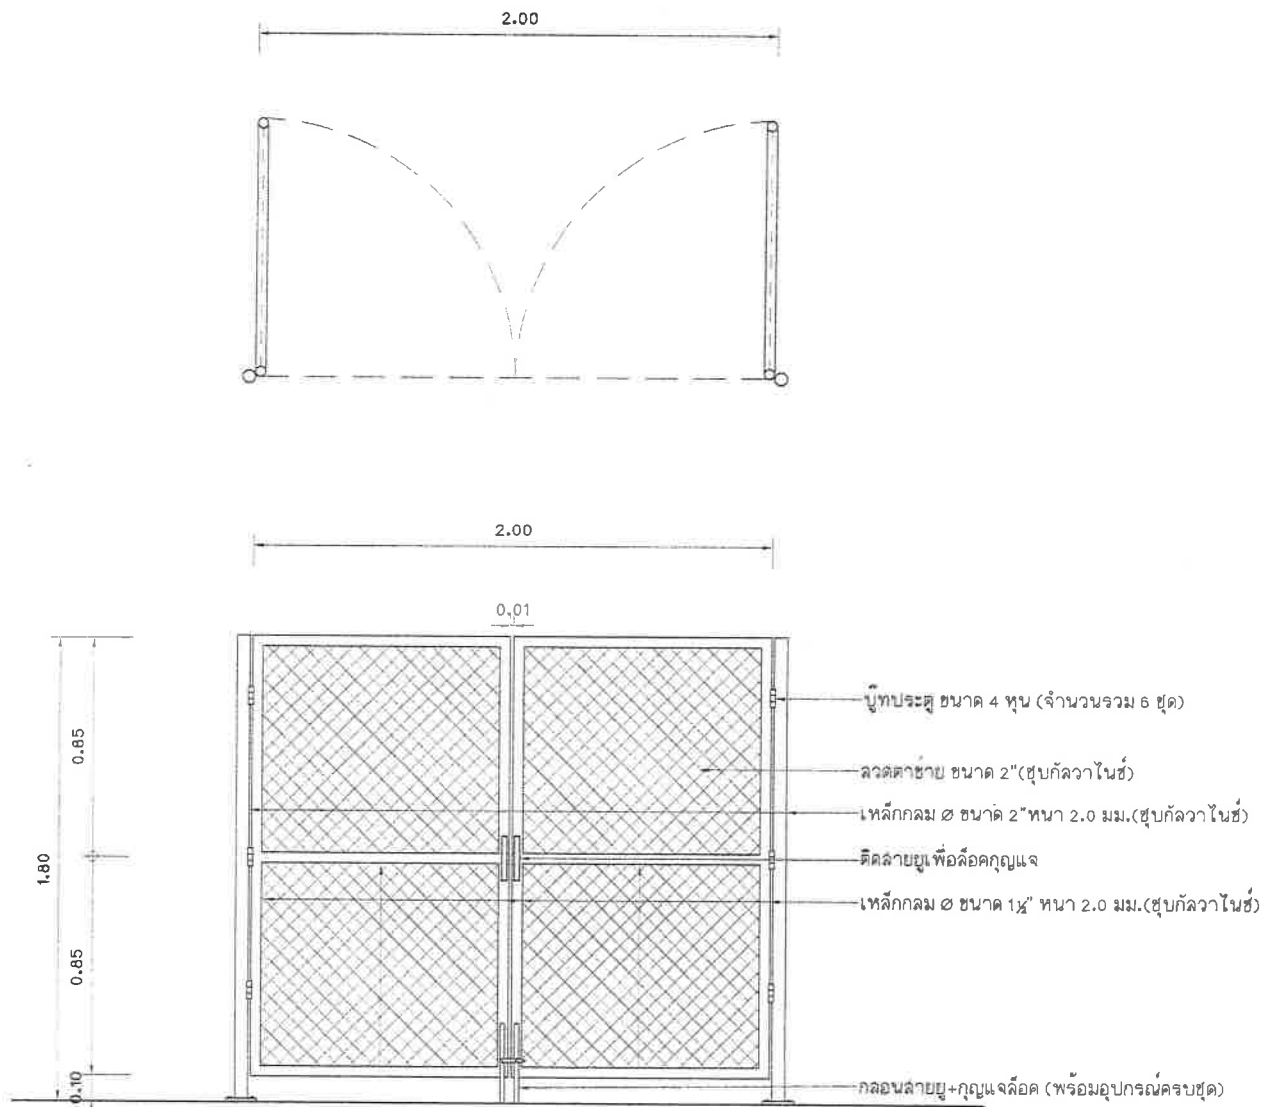 2.00
2.00
0.01
บู๊ทประตู ขนาด 4 หุน (จำนวนรวม 6 ชุด)
0.85
ลวดตาข่าย ขนาด 2"(ชุบกัลวาไนซ์)
เหล็กกลม Ø ขนาด 2"หนา 2.0 มม.(ชุบกัลวาไนซ์)
1.80
ติดสายยูเพื่อล็อคกุญแจ
เหล็กกลม Ø ขนาด 1½" หนา 2.0 มม.(ชุบกัลวาไนซ์)
0.85
0.10
กลอนสายยู+กุญแจล็อค (พร้อมอุปกรณ์ครบชุด)